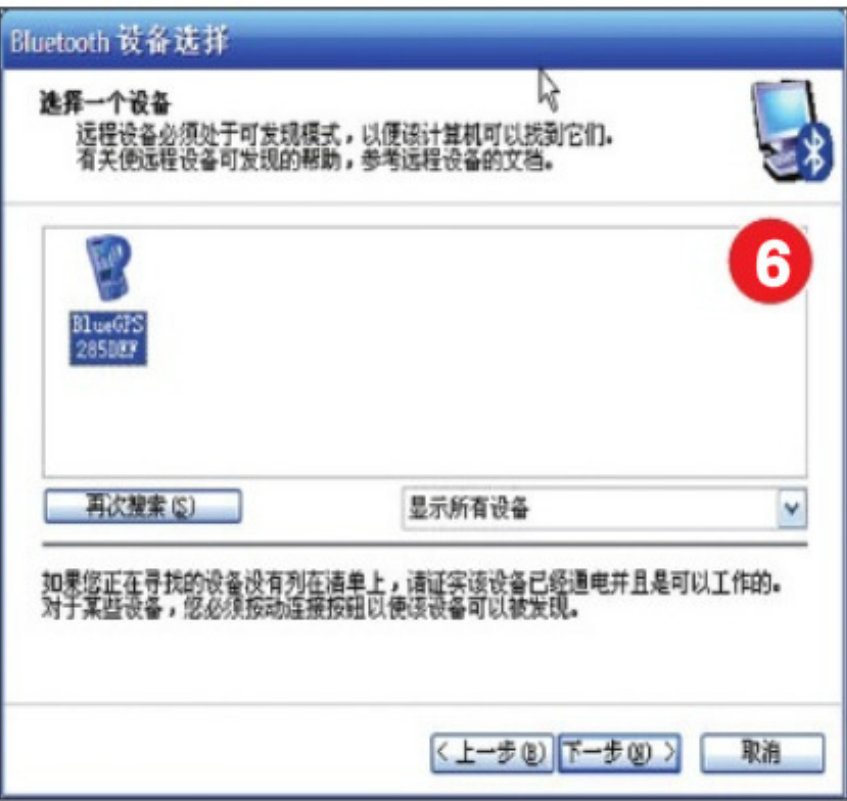 Bluetooth 设备选择
选择一个设备
远程设备必须处于可发现模式，以便该计算机可以找到它们。
有关使远程设备可发现的帮助，参考远程设备的文档。
6
BlueGPS
285DEF
再次搜索(S)
显示所有设备
如果您正在寻找的设备没有列在清单上，请证实该设备已经通电并且是可以工作的。
对于某些设备，您必须按动连接按钮以使该设备可以被发现。
<上一步(B)
下一步(N) >
取消